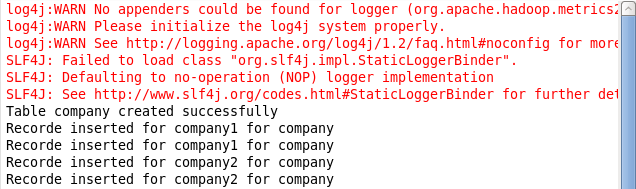 log4j:WARN No appenders could be found for logger (org.apache.hadoop.metrics2
log4j:WARN Please initialize the log4j system properly.
log4j:WARN See http://logging.apache.org/log4j/1.2/faq.html#noconfig for more
SLF4J: Failed to load class "org.slf4j.impl.StaticLoggerBinder".
SLF4J: Defaulting to no-operation (NOP) logger implementation
SLF4J: See http://www.slf4j.org/codes.html#StaticLoggerBinder for further det
Table company created successfully
Recorde inserted for company1 for company
Recorde inserted for company1 for company
Recorde inserted for company2 for company
Recorde inserted for company2 for company